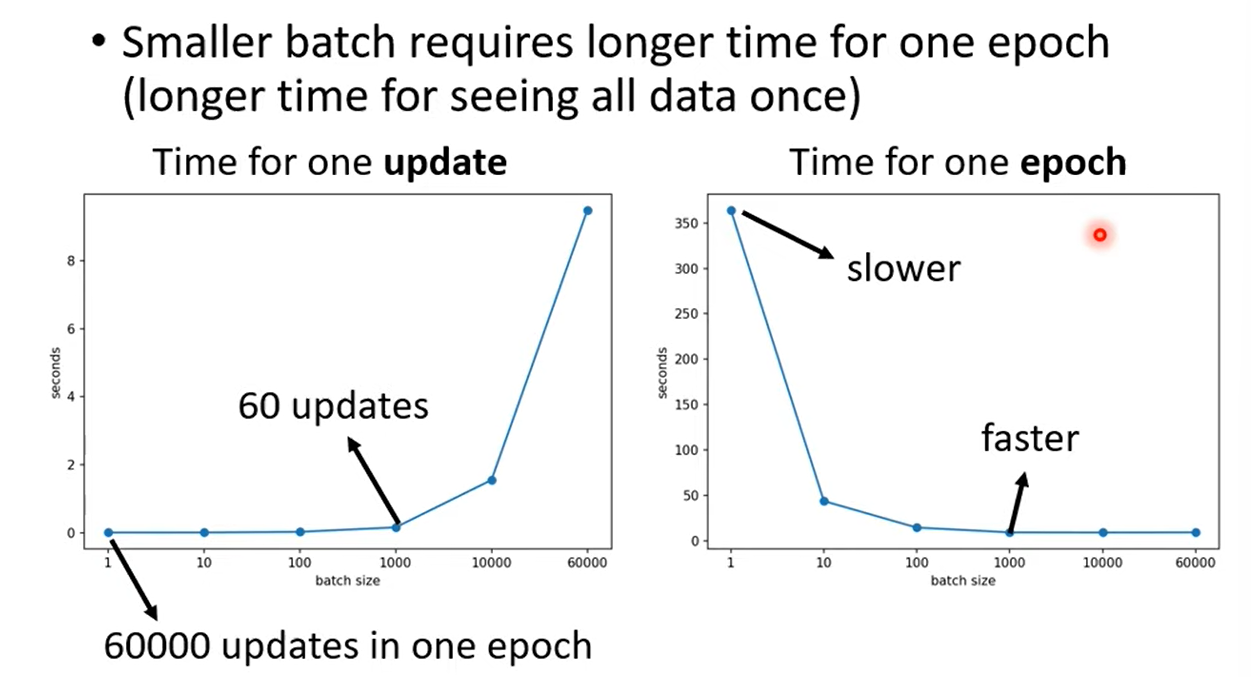 • Smaller batch requires longer time for one epoch
(longer time for seeing all data once)
Time for one update
8
6
4
2
0
seconds
60 updates
1 10 100 1000 10000 60000
batch size
60000 updates in one epoch
Time for one epoch
350
300
250
200
150
100
50
0
seconds
slower
faster
1 10 100 1000 10000 60000
batch size